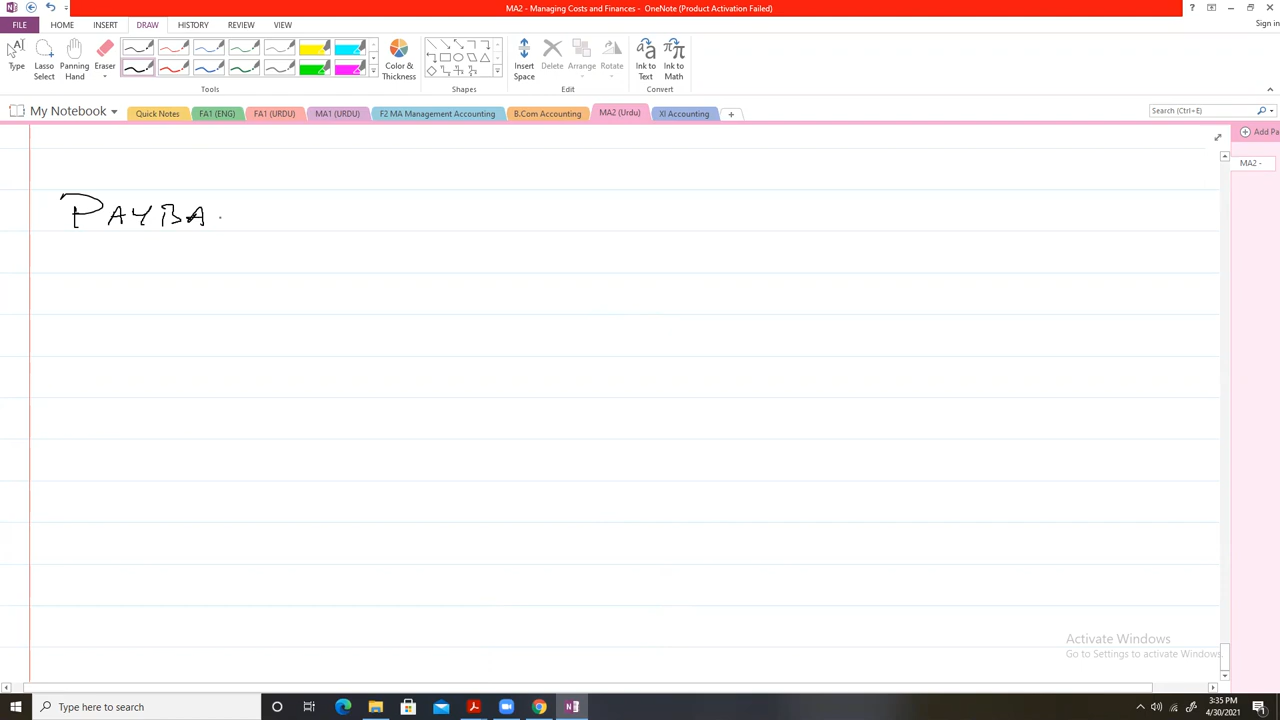 MA2 - Managing Costs and Finances - OneNote (Product Activation Failed)
FILE HOME INSERT DRAW HISTORY REVIEW VIEW
Sign in
Type
Lasso Select
Panning Hand
Eraser
Color & Thickness
Insert Space
Delete
Arrange
Rotate
Ink to Text
Ink to Math
Tools
Shapes
Edit
Convert
My Notebook
Quick Notes
FA1 (ENG)
FA1 (URDU)
MA1 (URDU)
F2 MA Management Accounting
B.Com Accounting
MA2 (Urdu)
XI Accounting
Search (Ctrl+E)
Add Pa
MA2 -
PAYBA
Activate Windows
Go to Settings to activate Windows.
Type here to search
3:35 PM
4/30/2021